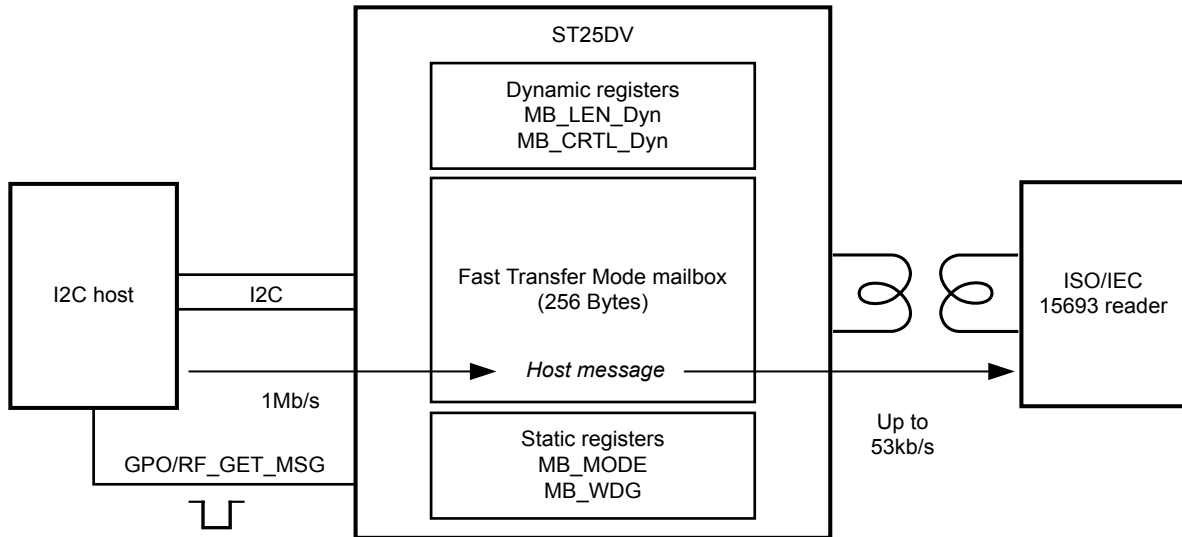 ST25DV
Dynamic registers
MB_LEN_Dyn
MB_CRTL_Dyn
I2C host
I2C
Fast Transfer Mode mailbox
(256 Bytes)
ISO/IEC
15693 reader
Host message
1Mb/s
Up to
53kb/s
GPO/RF_GET_MSG
Static registers
MB_MODE
MB_WDG